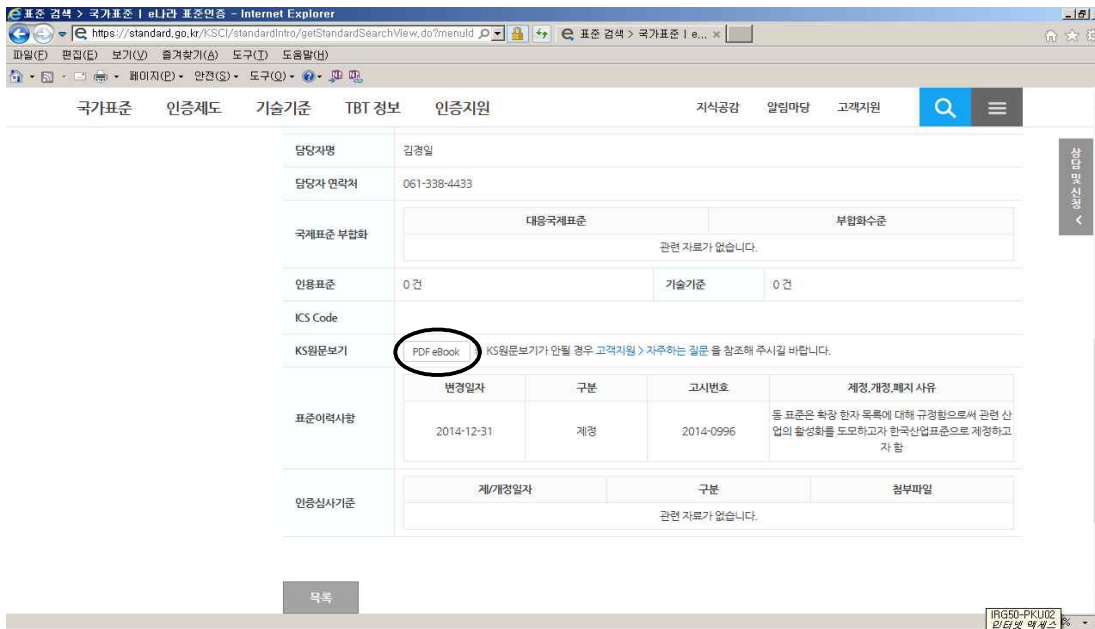 표준 검색 > 국가표준 | e나라 표준인증 - Internet Explorer
https://standard.go.kr/KSCI/standardIntro/getStandardSearchView.do?menuId
표준 검색 > 국가표준 | e... ×
파일(F) 편집(E) 보기(V) 즐겨찾기(A) 도구(T) 도움말(H)
페이지(P) 안전(S) 도구(O)
국가표준 인증제도 기술기준 TBT 정보 인증지원 지식공감 알림마당 고객지원
상담 및 신청
담당자명 김경일
담당자 연락처 061-338-4433
국제표준 부합화 대응국제표준 부합화수준
관련 자료가 없습니다.
인용표준 0 건 기술기준 0 건
ICS Code
KS원문보기 PDF eBook KS원문보기가 안될 경우 고객지원 > 자주하는 질문 을 참조해 주시길 바랍니다.
표준이력사항 변경일자 구분 고시번호 제정,개정,폐지 사유
2014-12-31 제정 2014-0996 동 표준은 확장 한자 목록에 대해 규정함으로써 관련 산
업의 활성화를 도모하고자 한국산업표준으로 제정하고
자 함
인증심사기준 제/개정일자 구분 첨부파일
관련 자료가 없습니다.
목록
IRG50-PKU02
인터넷 액세스
%